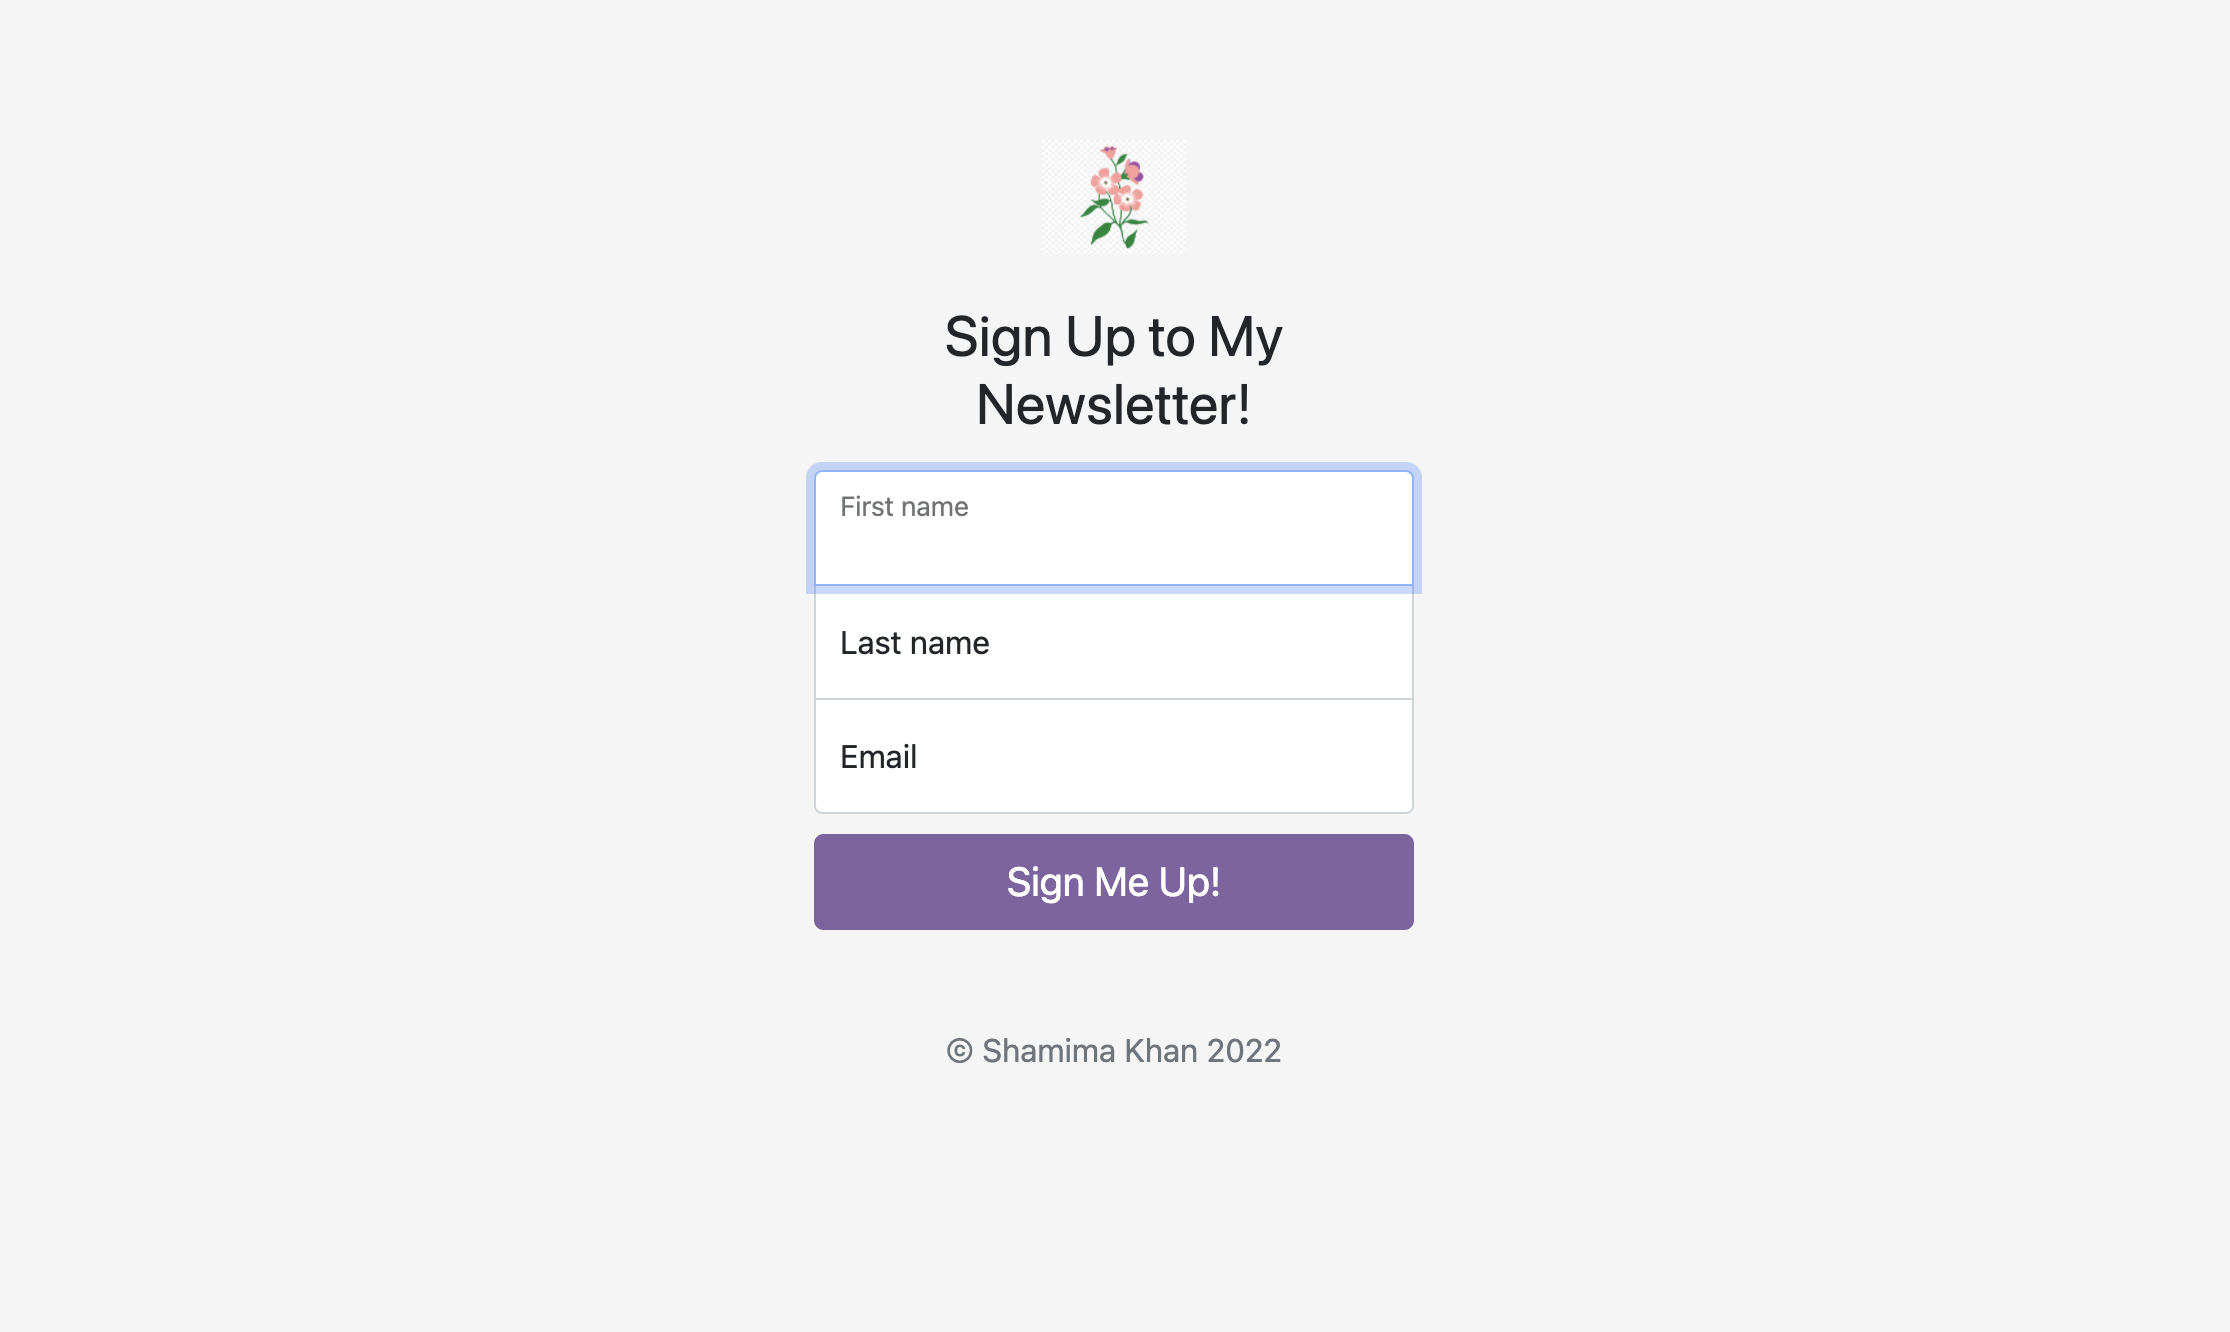 Sign Up to My
Newsletter!
First name
Last name
Email
Sign Me Up!
© Shamima Khan 2022